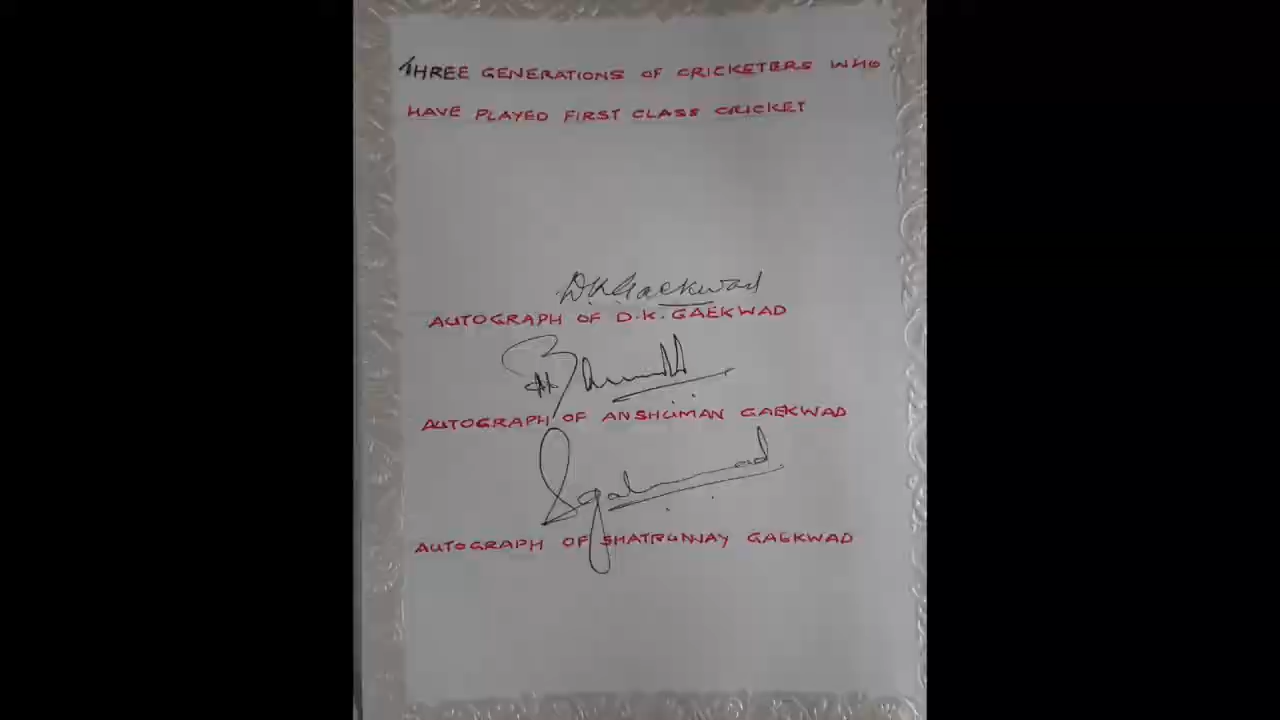 THREE GENERATIONS OF CRICKETERS WHO
HAVE PLAYED FIRST CLASS CRICKET
D.K.Gaekwad
AUTOGRAPH OF D.K. GAEKWAD
AUTOGRAPH OF ANSHUMAN GAEKWAD
AUTOGRAPH OF SHATRUNJAY GAEKWAD